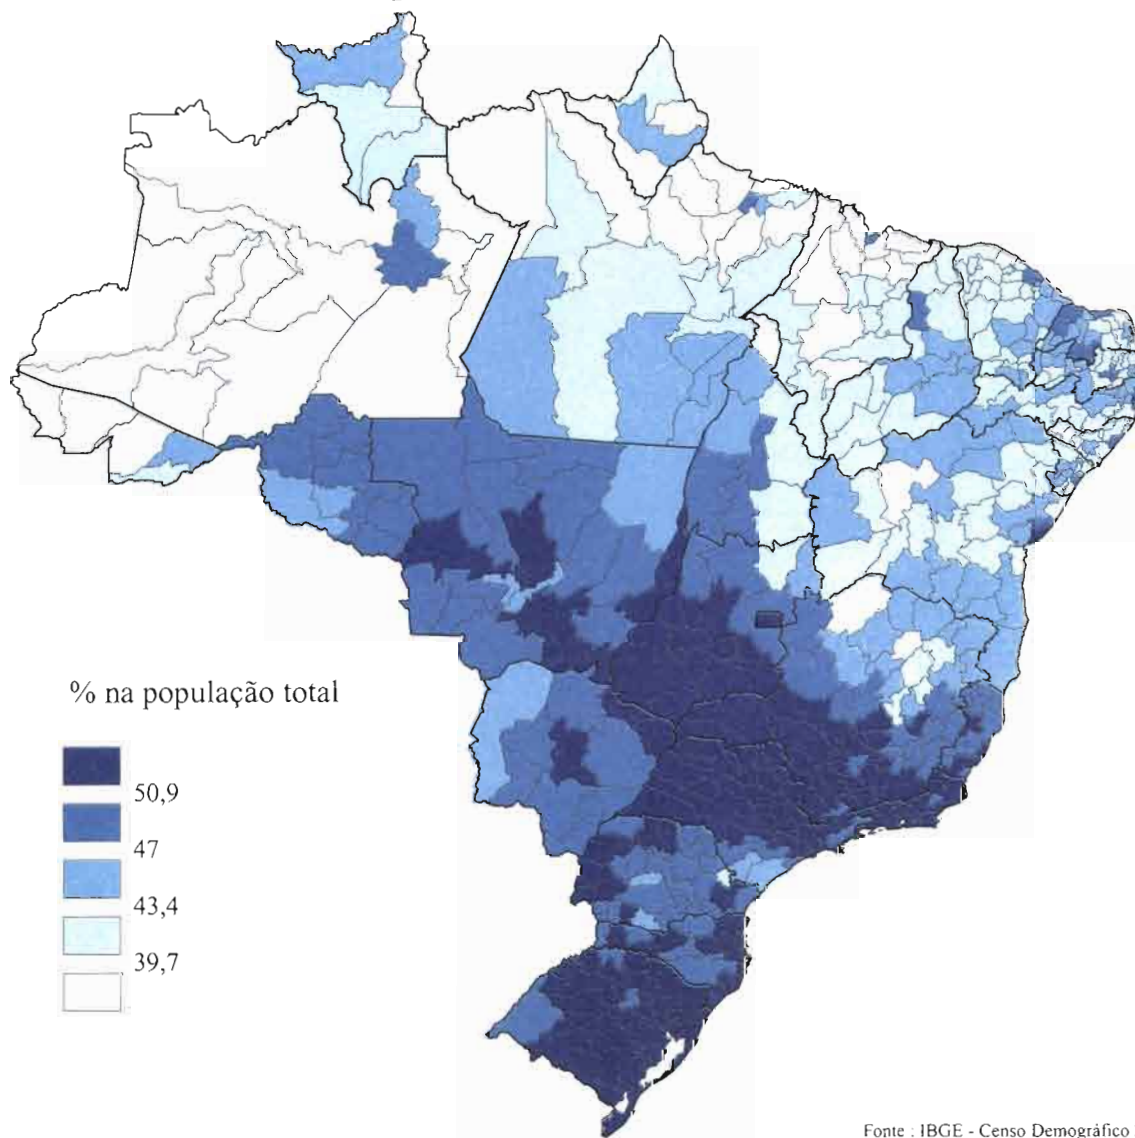 % na população total
50,9
47
43,4
39,7
Fonte : IBGE - Censo Demográfico